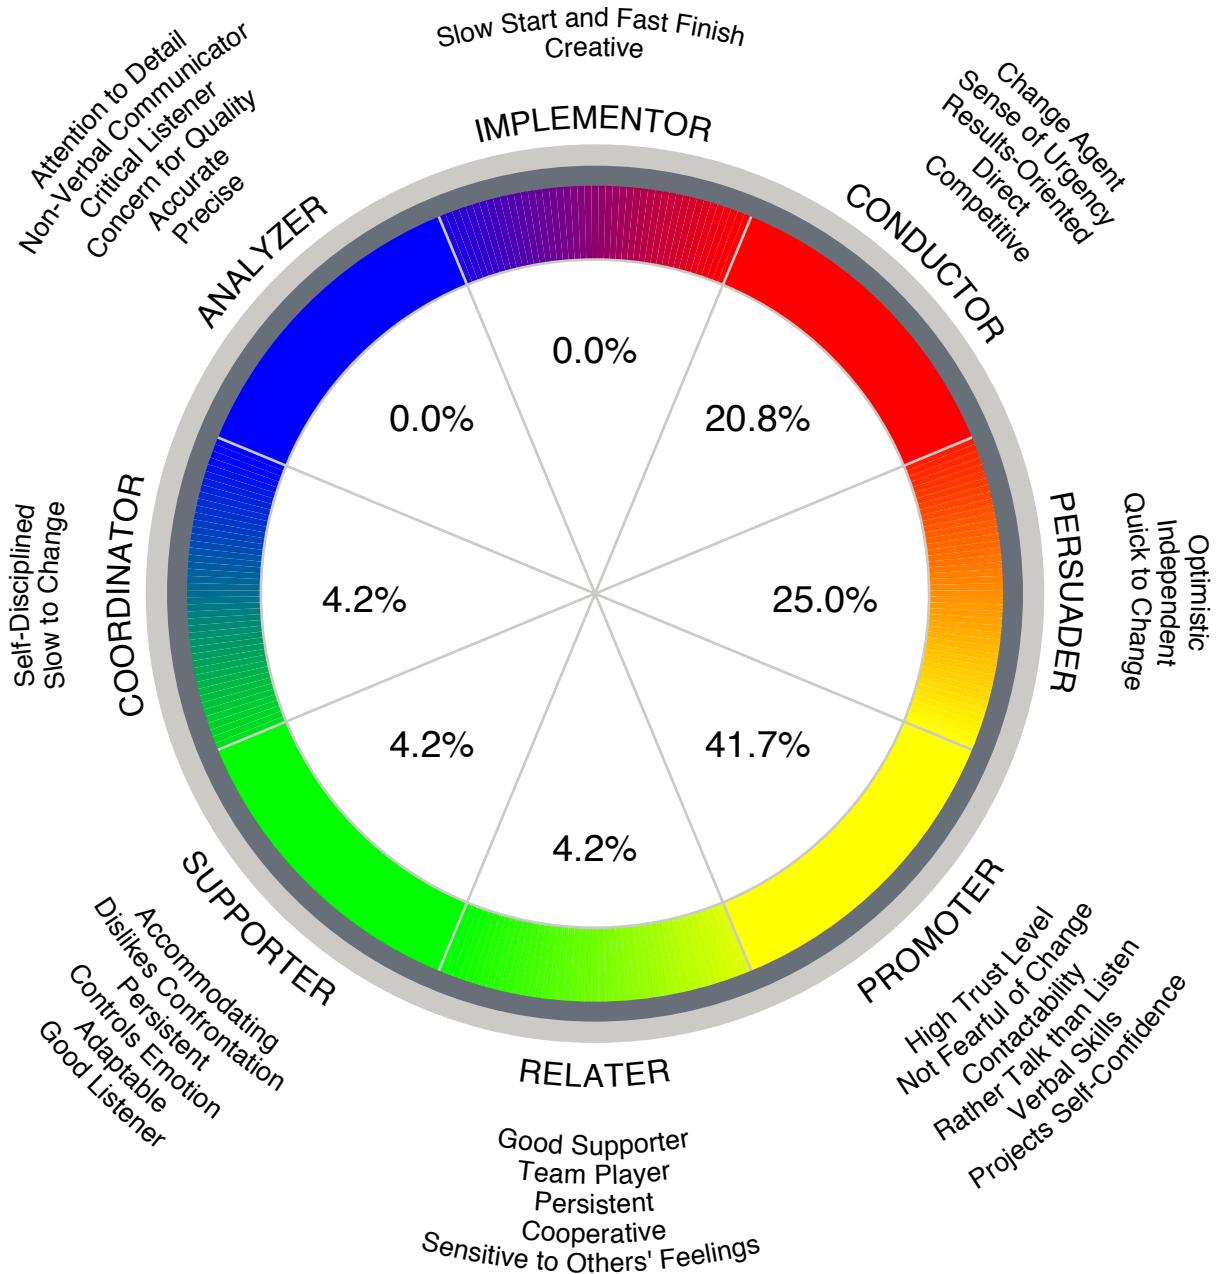 Slow Start and Fast Finish
Creative
IMPLEMENTOR
0.0%
Change Agent
Sense of Urgency
Results-Oriented
Direct
Competitive
CONDUCTOR
20.8%
Optimistic
Independent
Quick to Change
PERSUADER
25.0%
PROMOTER
41.7%
High Trust Level
Not Fearful of Change
Contactability
Rather Talk than Listen
Verbal Skills
Projects Self-Confidence
4.2%
RELATER
Good Supporter
Team Player
Persistent
Cooperative
Sensitive to Others' Feelings
4.2%
SUPPORTER
Accommodating
Dislikes Confrontation
Persistent
Controls Emotion
Adaptable
Good Listener
Self-Disciplined
Slow to Change
COORDINATOR
4.2%
Attention to Detail
Non-Verbal Communicator
Critical Listener
Concern for Quality
Accurate
Precise
ANALYZER
0.0%